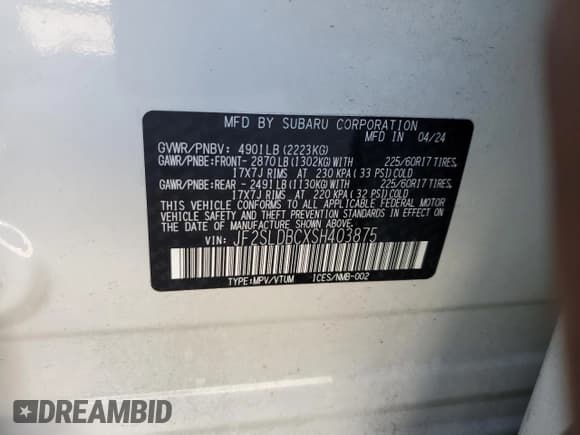 MFD BY SUBARU CORPORATION
MFD IN 04/24
GVWR/PNBV: 4901LB (2223KG)
GAWR/PNBE:FRONT- 2870LB (1302KG) WITH 225/60R17 TIRES.
17X7J RIMS AT 230 KPA ( 33 PSI) COLD
GAWR/PNBE:REAR - 2491LB (1130KG) WITH 225/60R17 TIRES.
17X7J RIMS AT 220 KPA ( 32 PSI) COLD
THIS VEHICLE CONFORMS TO ALL APPLICABLE FEDERAL MOTOR
VEHICLE SAFETY AND THEFT PREVENTION STANDARDS IN EFFECT
ON THE DATE OF MANUFACTURE SHOWN ABOVE.
VIN: JF2SLDBCXSH403875
TYPE:MPV/VTUM ICES/NMB-002
DREAMBID